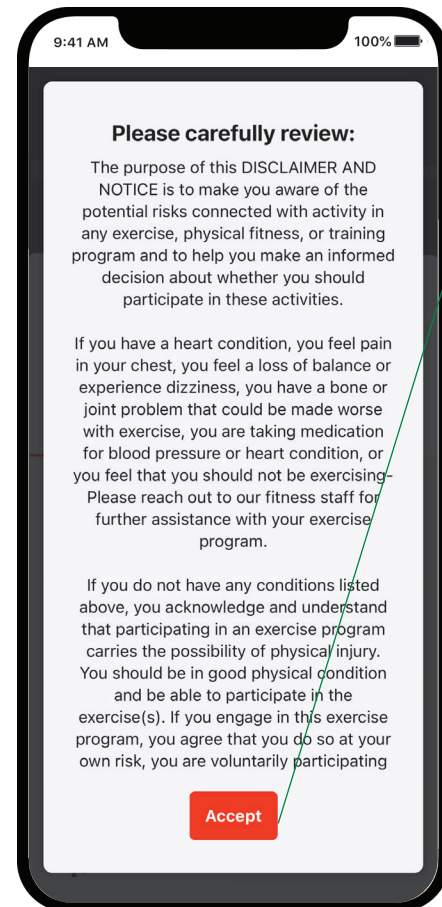 9:41 AM
100%
Please carefully review:
The purpose of this DISCLAIMER AND
NOTICE is to make you aware of the
potential risks connected with activity in
any exercise, physical fitness, or training
program and to help you make an informed
decision about whether you should
participate in these activities.
If you have a heart condition, you feel pain
in your chest, you feel a loss of balance or
experience dizziness, you have a bone or
joint problem that could be made worse
with exercise, you are taking medication
for blood pressure or heart condition, or
you feel that you should not be exercising-
Please reach out to our fitness staff for
further assistance with your exercise
program.
If you do not have any conditions listed
above, you acknowledge and understand
that participating in an exercise program
carries the possibility of physical injury.
You should be in good physical condition
and be able to participate in the
exercise(s). If you engage in this exercise
program, you agree that you do so at your
own risk, you are voluntarily participating
Accept